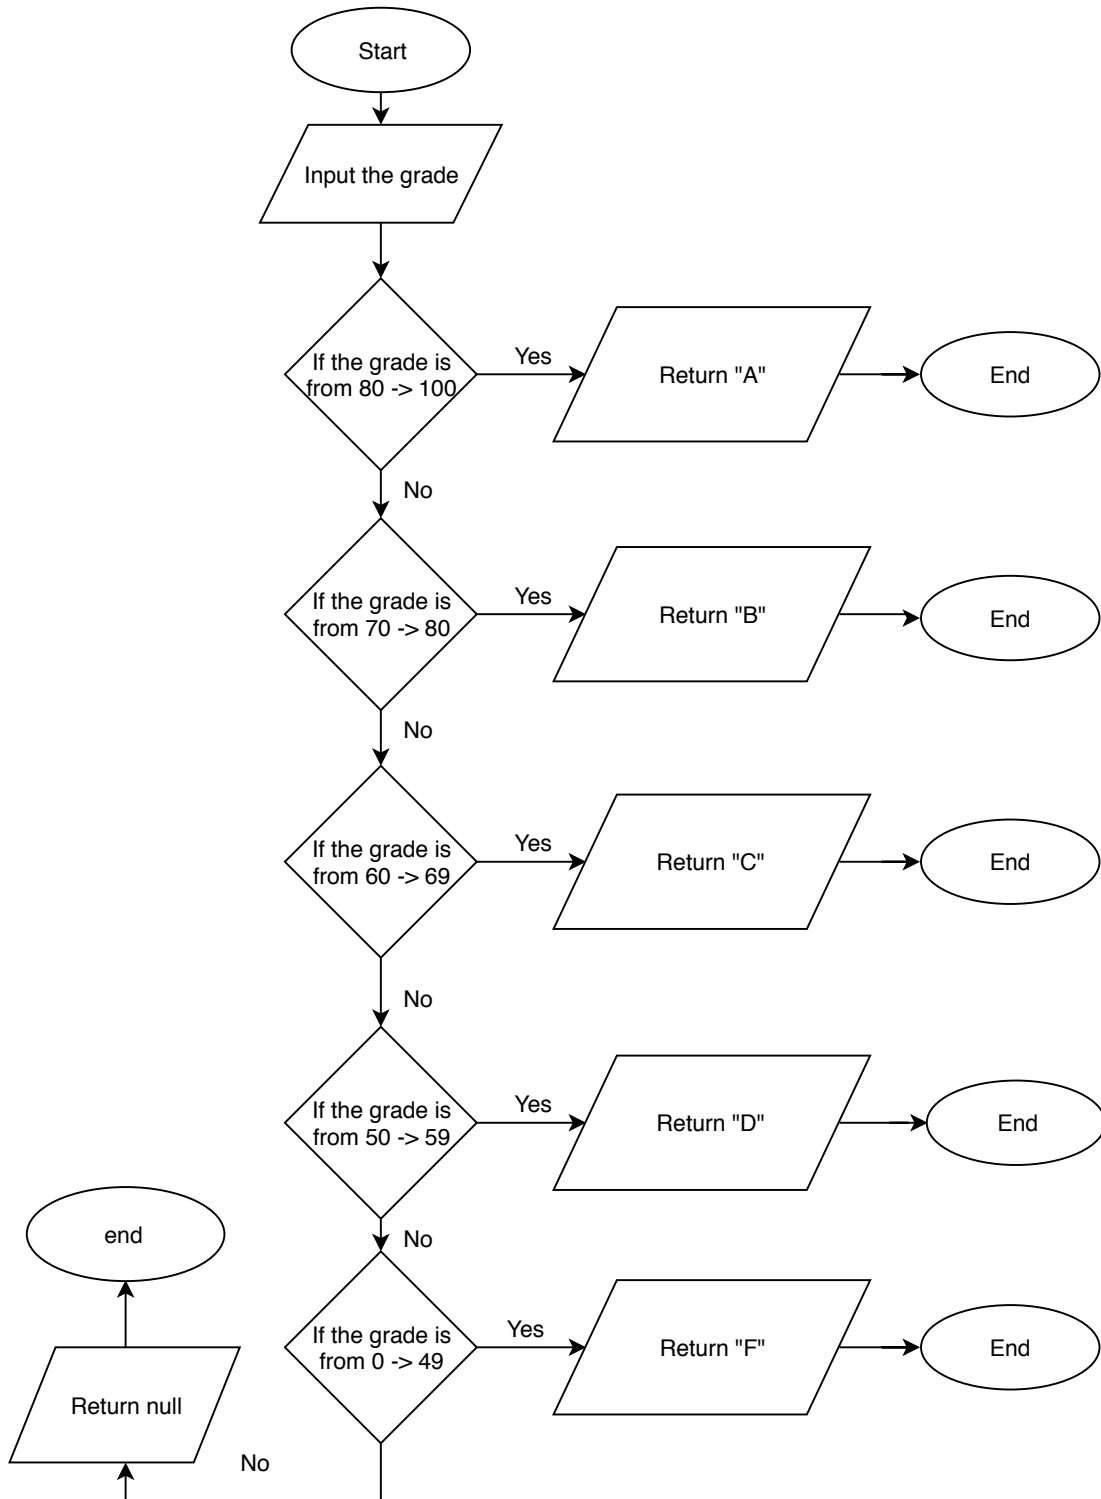 Start
Input the grade
If the grade is
from 80 -> 100
Yes
Return "A"
End
No
If the grade is
from 70 -> 80
Yes
Return "B"
End
No
If the grade is
from 60 -> 69
Yes
Return "C"
End
No
If the grade is
from 50 -> 59
Yes
Return "D"
End
No
If the grade is
from 0 -> 49
Yes
Return "F"
End
No
Return null
end